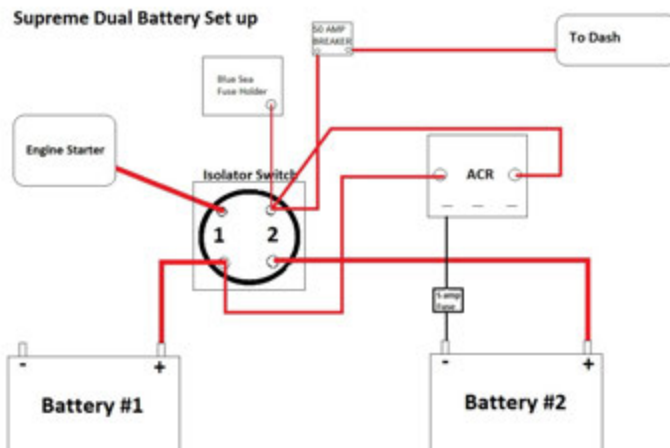 Supreme Dual Battery Set up
50 AMP
BREAKER
To Dash
Blue Sea
Fuse Holder
Engine Starter
Isolator Switch
ACR
1
2
5 amp
Fuse
-
+
-
+
Battery #1
Battery #2